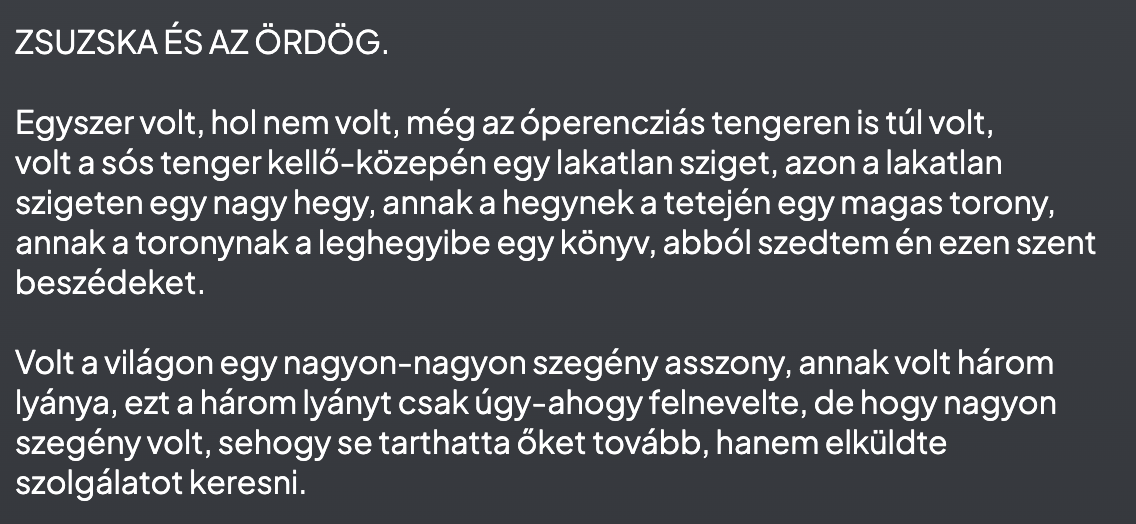 ZSUZSKA ÉS AZ ÖRDÖG.
Egyszer volt, hol nem volt, még az óperencziás tengeren is túl volt,
volt a sós tenger kellő-közepén egy lakatlan sziget, azon a lakatlan
szigeten egy nagy hegy, annak a hegynek a tetején egy magas torony,
annak a toronynak a leghegyibe egy könyv, abból szedtem én ezen szent
beszédeket.
Volt a világon egy nagyon-nagyon szegény asszony, annak volt három
lyánya, ezt a három lyányt csak úgy-ahogy felnevelte, de hogy nagyon
szegény volt, sehogy se tarthatta őket tovább, hanem elküldte
szolgálatot keresni.